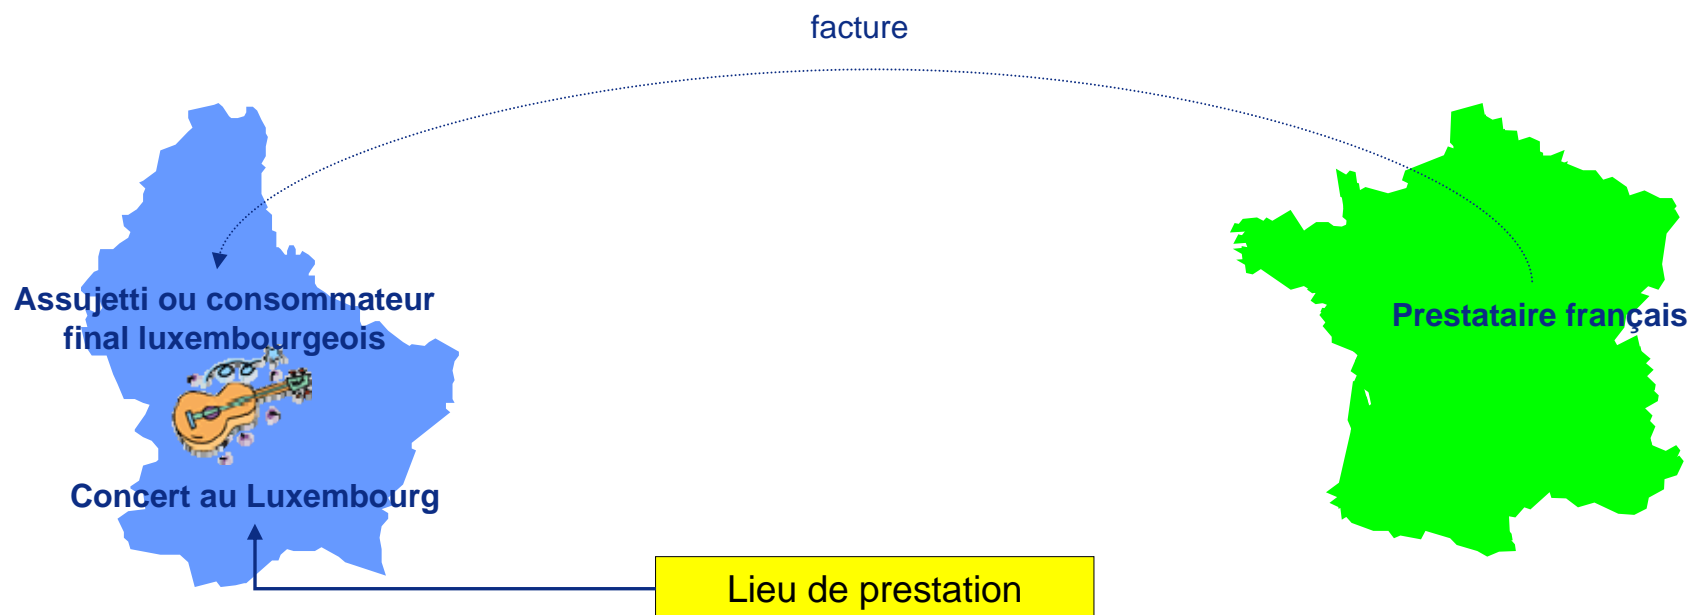 facture
Assujetti ou consommateur
final luxembourgeois
Prestataire français
Concert au Luxembourg
Lieu de prestation